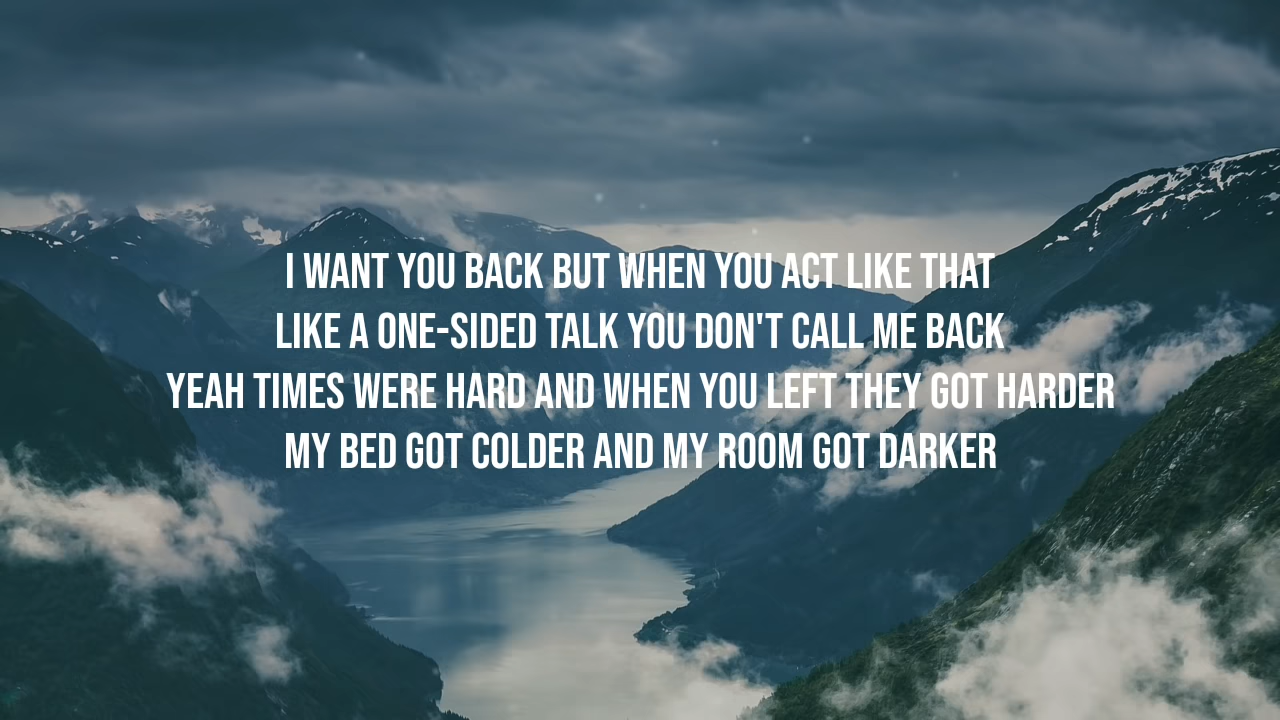 I WANT YOU BACK BUT WHEN YOU ACT LIKE THAT
LIKE A ONE-SIDED TALK YOU DON'T CALL ME BACK
YEAH TIMES WERE HARD AND WHEN YOU LEFT THEY GOT HARDER
MY BED GOT COLDER AND MY ROOM GOT DARKER